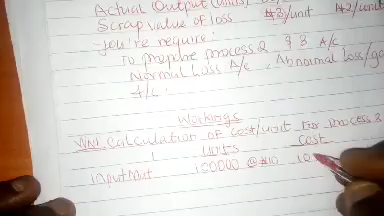 Actual Output (units)
Scrap value of loss ₦3/unit ₦2/unit
You're require:
To prepare process 2 & 3 A/c
Normal Loss A/c Abnormal loss/ga
A/c.
Workings
WN1 Calculation of Cost/unit for process 2
Units Cost
Input Mat 100000 @ ₦10 10